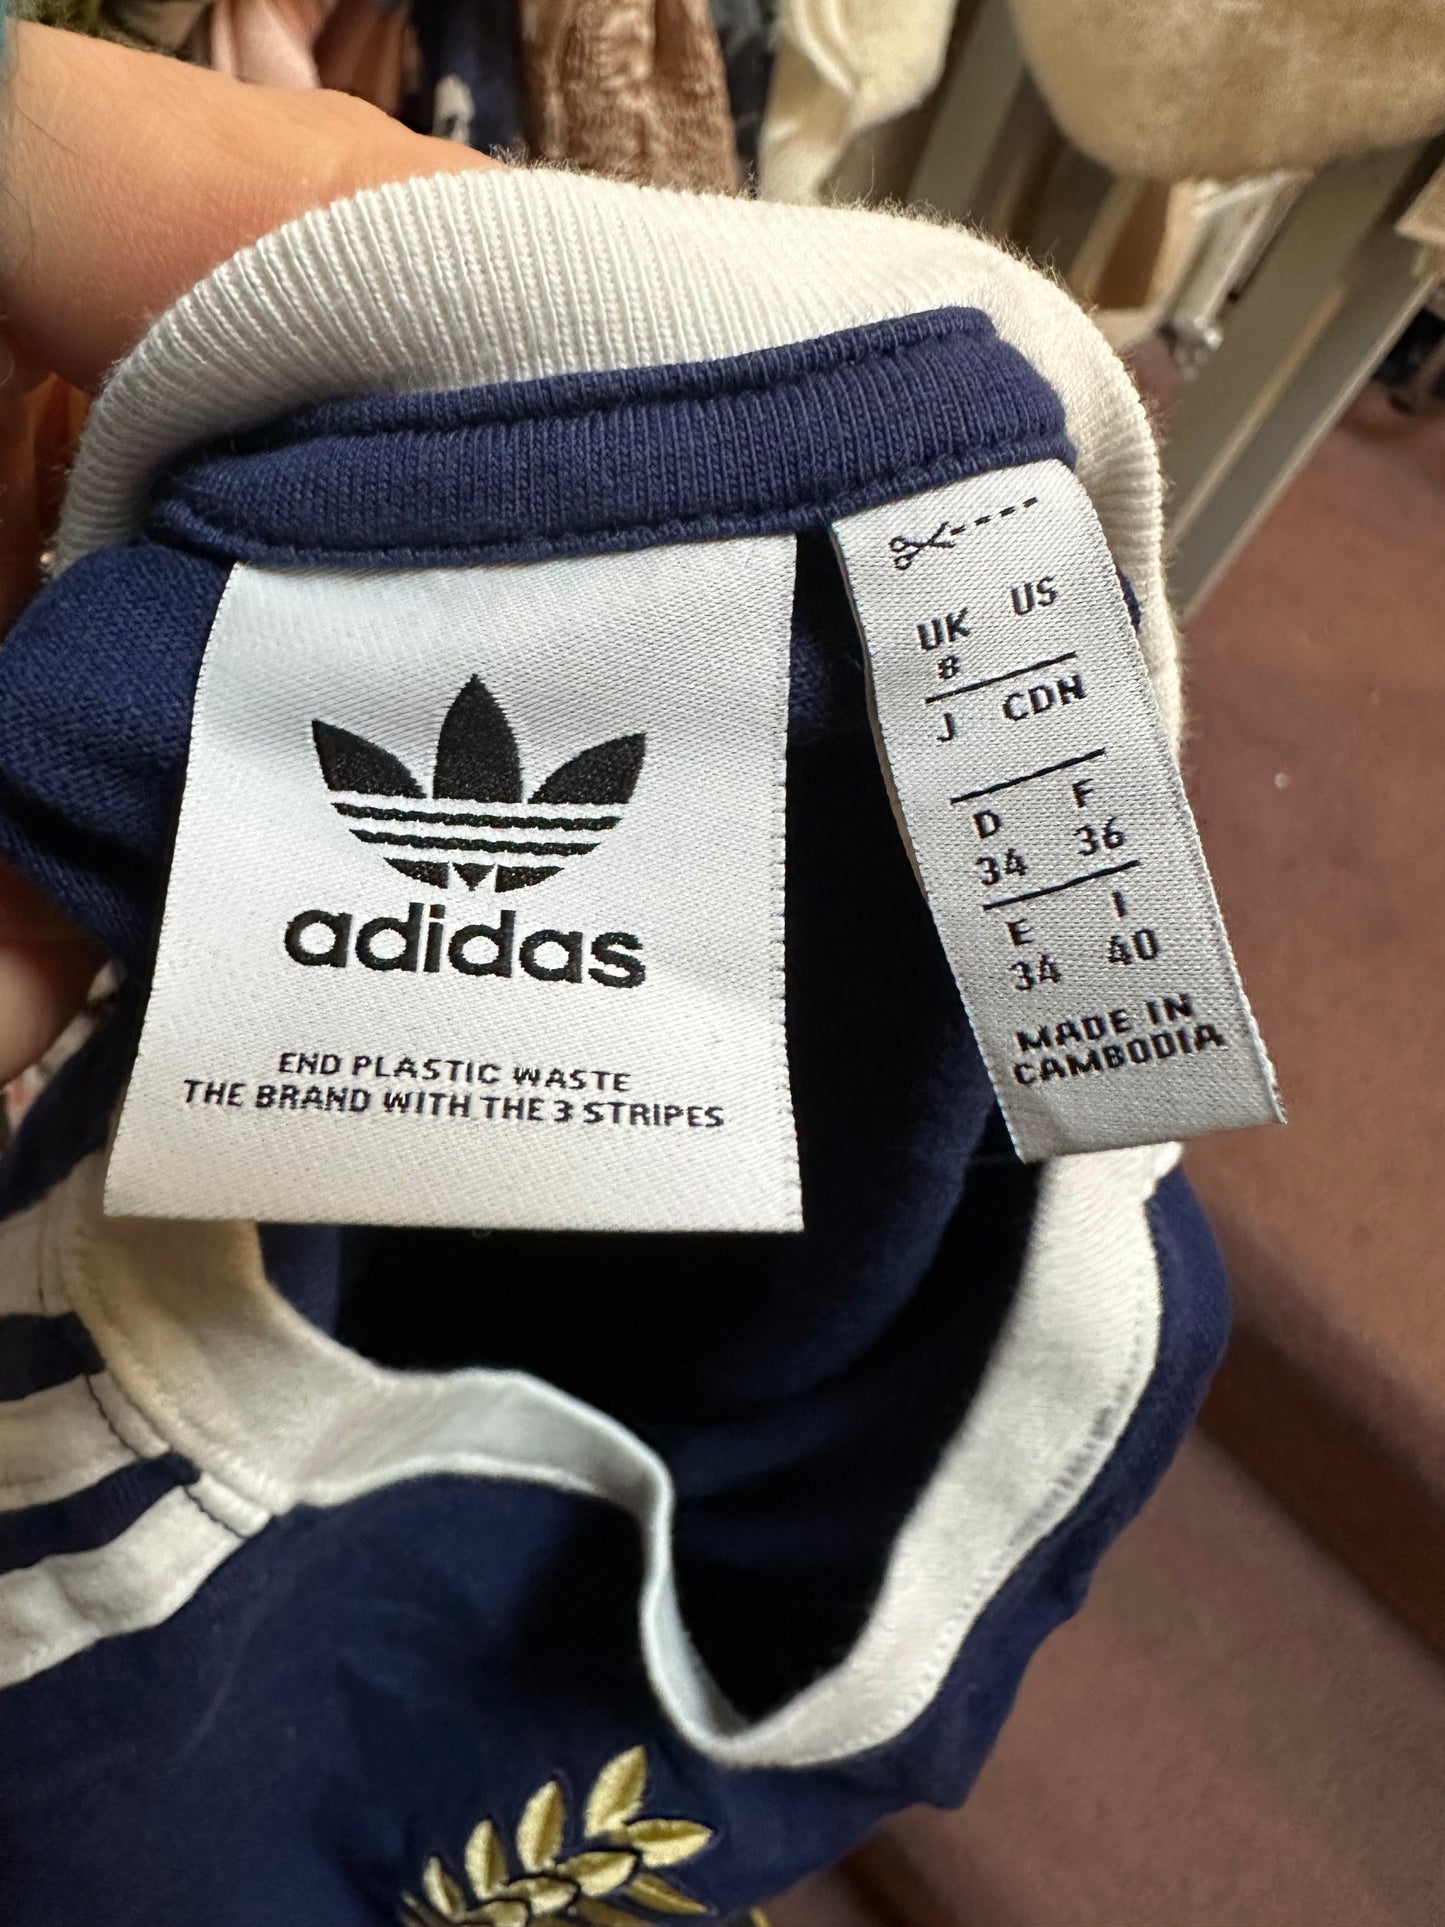 adidas
END PLASTIC WASTE
THE BRAND WITH THE 3 STRIPES
UK US
8
J CDN
D F
34 36
E I
34 40
MADE IN
CAMBODIA